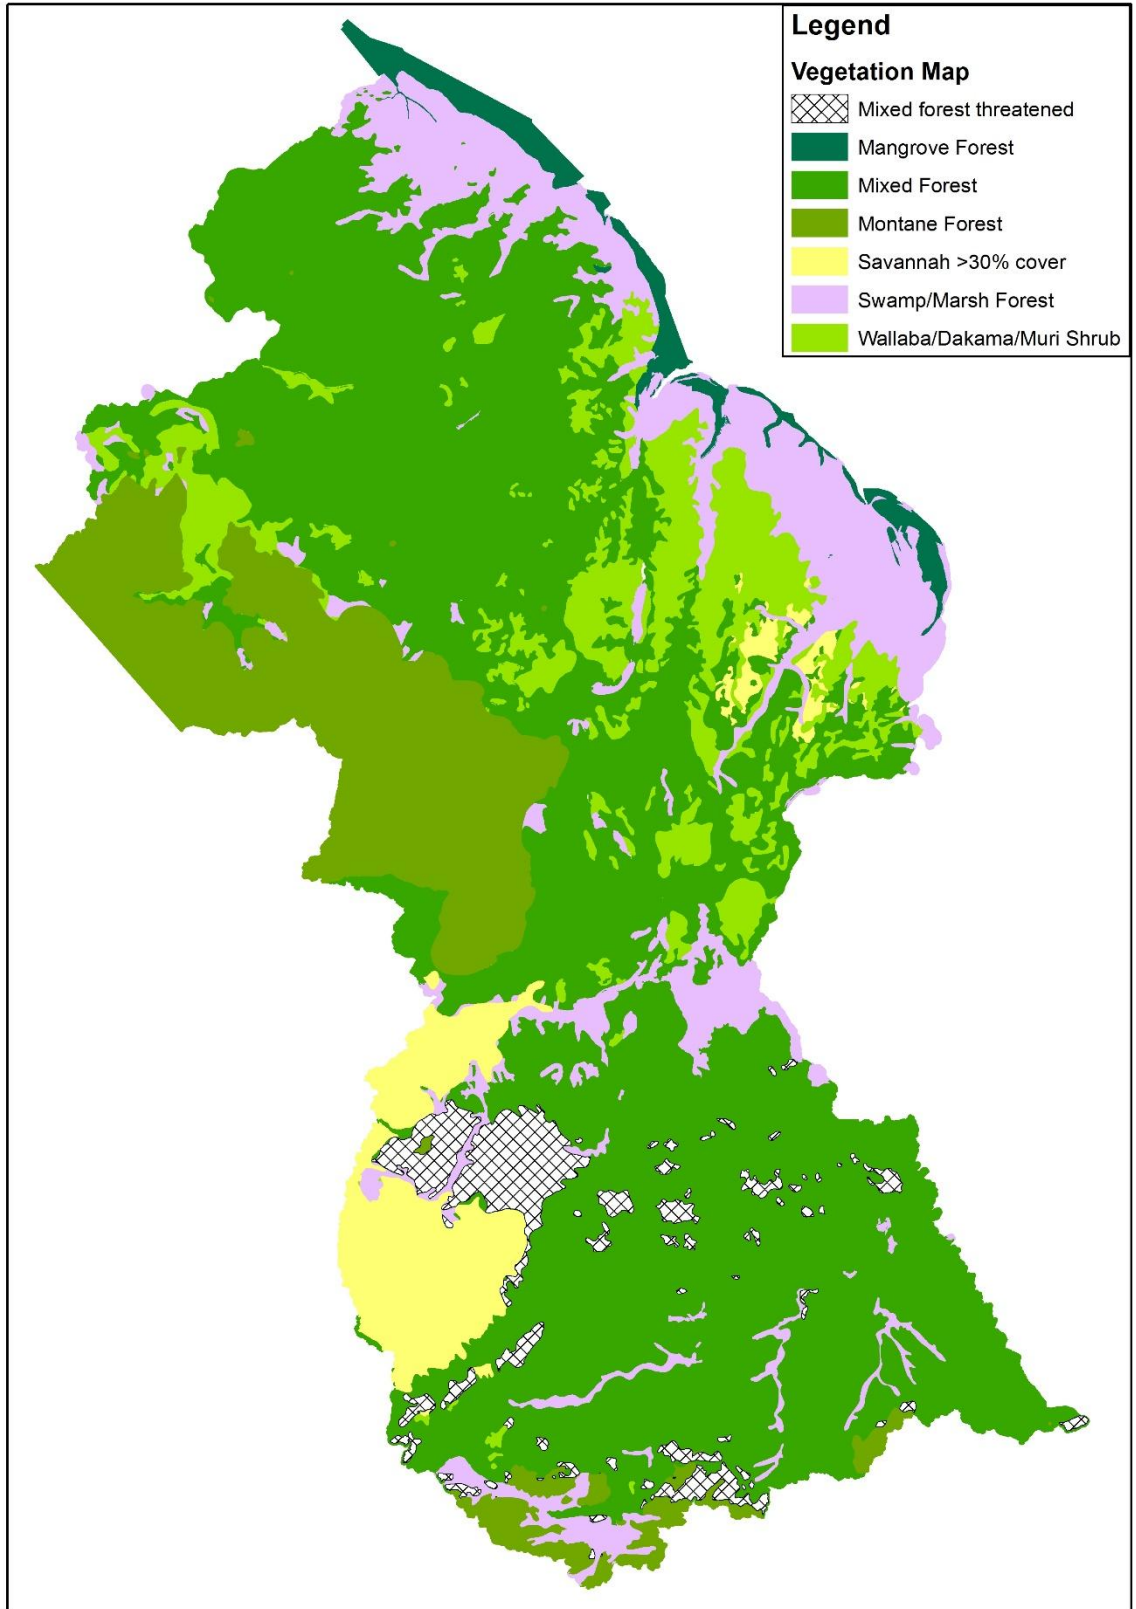 Legend
Vegetation Map
Mixed forest threatened
Mangrove Forest
Mixed Forest
Montane Forest
Savannah >30% cover
Swamp/Marsh Forest
Wallaba/Dakama/Muri Shrub